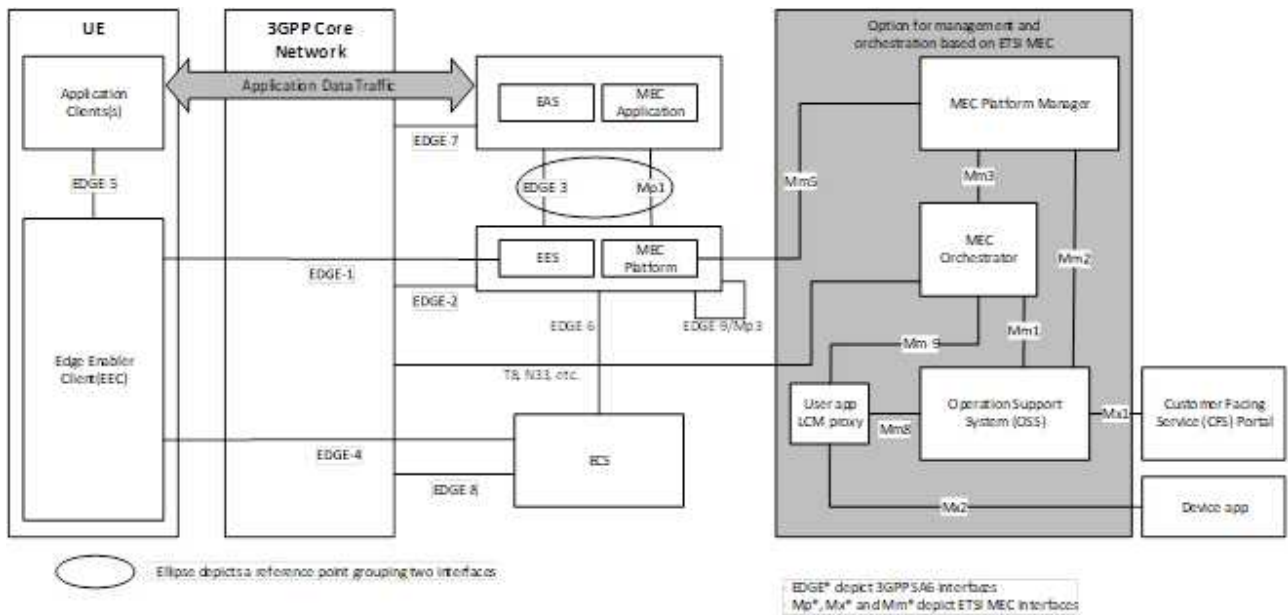 UE
3GPP Core
Network
Option for management and
orchestration based on ETSI MEC
Application
Clients(s)
Application Data Traffic
EAS
MEC
Application
MEC Platform Manager
EDGE 7
EDGE 5
EDGE 3
Mp1
Mm5
Mm3
EES
MEC
Platform
MEC
Orchestrator
Mm2
EDGE-1
EDGE-2
EDGE 6
EDGE 9/Mp3
Mm1
Mm 9
Edge Enabler
Client(EEC)
T8, N33, etc.
User app
LCM proxy
Mm8
Operation Support
System (OSS)
Mx1
Customer Facing
Service (CFS) Portal
EDGE-4
ECS
EDGE 8
Mx2
Device app
Ellipse depicts a reference point grouping two interfaces
EDGE* depict 3GPP SA6 Interfaces
Mp*, Mx* and Mm* depict ETSI MEC Interfaces